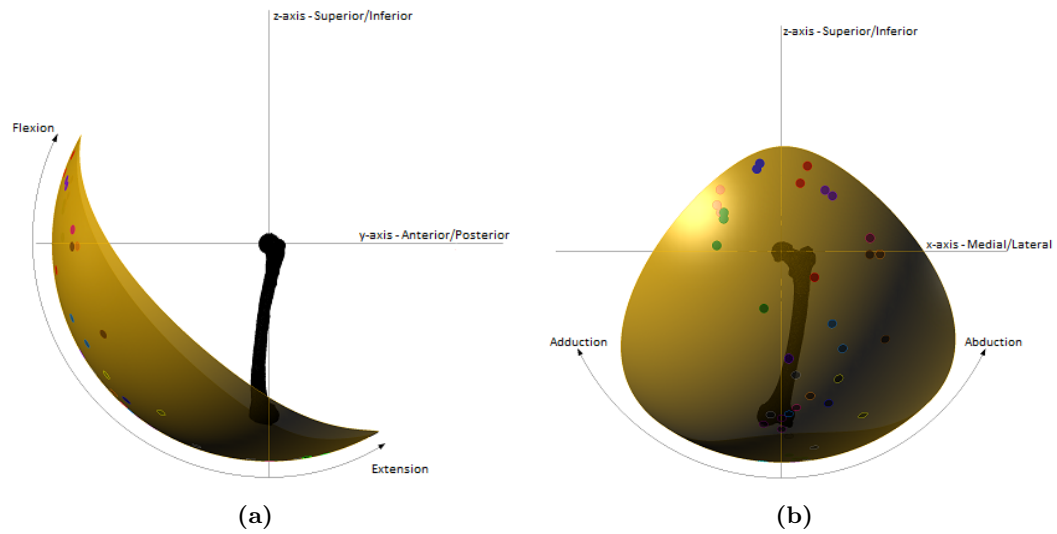 z-axis - Superior/Inferior
Flexion
y-axis - Anterior/Posterior
Extension
(a)
z-axis - Superior/Inferior
x-axis - Medial/Lateral
Adduction
Abduction
(b)